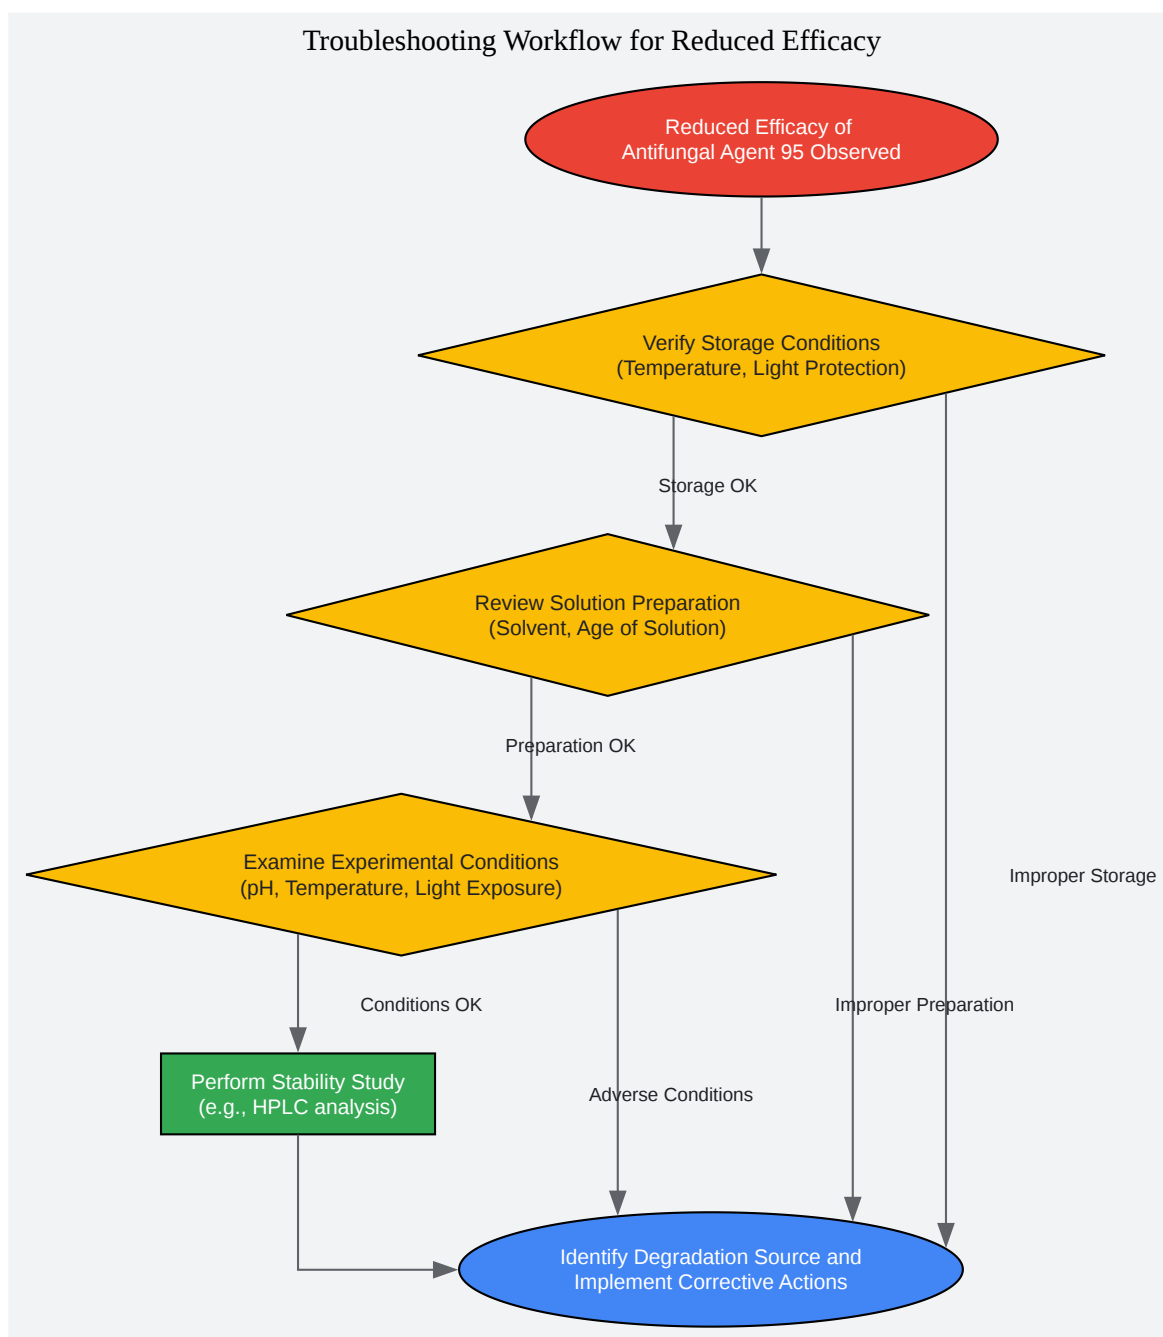 Troubleshooting Workflow for Reduced Efficacy
Reduced Efficacy of
Antifungal Agent 95 Observed
Verify Storage Conditions
(Temperature, Light Protection)
Storage OK
Review Solution Preparation
(Solvent, Age of Solution)
Preparation OK
Examine Experimental Conditions
(pH, Temperature, Light Exposure)
Improper Storage
Conditions OK
Improper Preparation
Perform Stability Study
(e.g., HPLC analysis)
Adverse Conditions
Identify Degradation Source and
Implement Corrective Actions